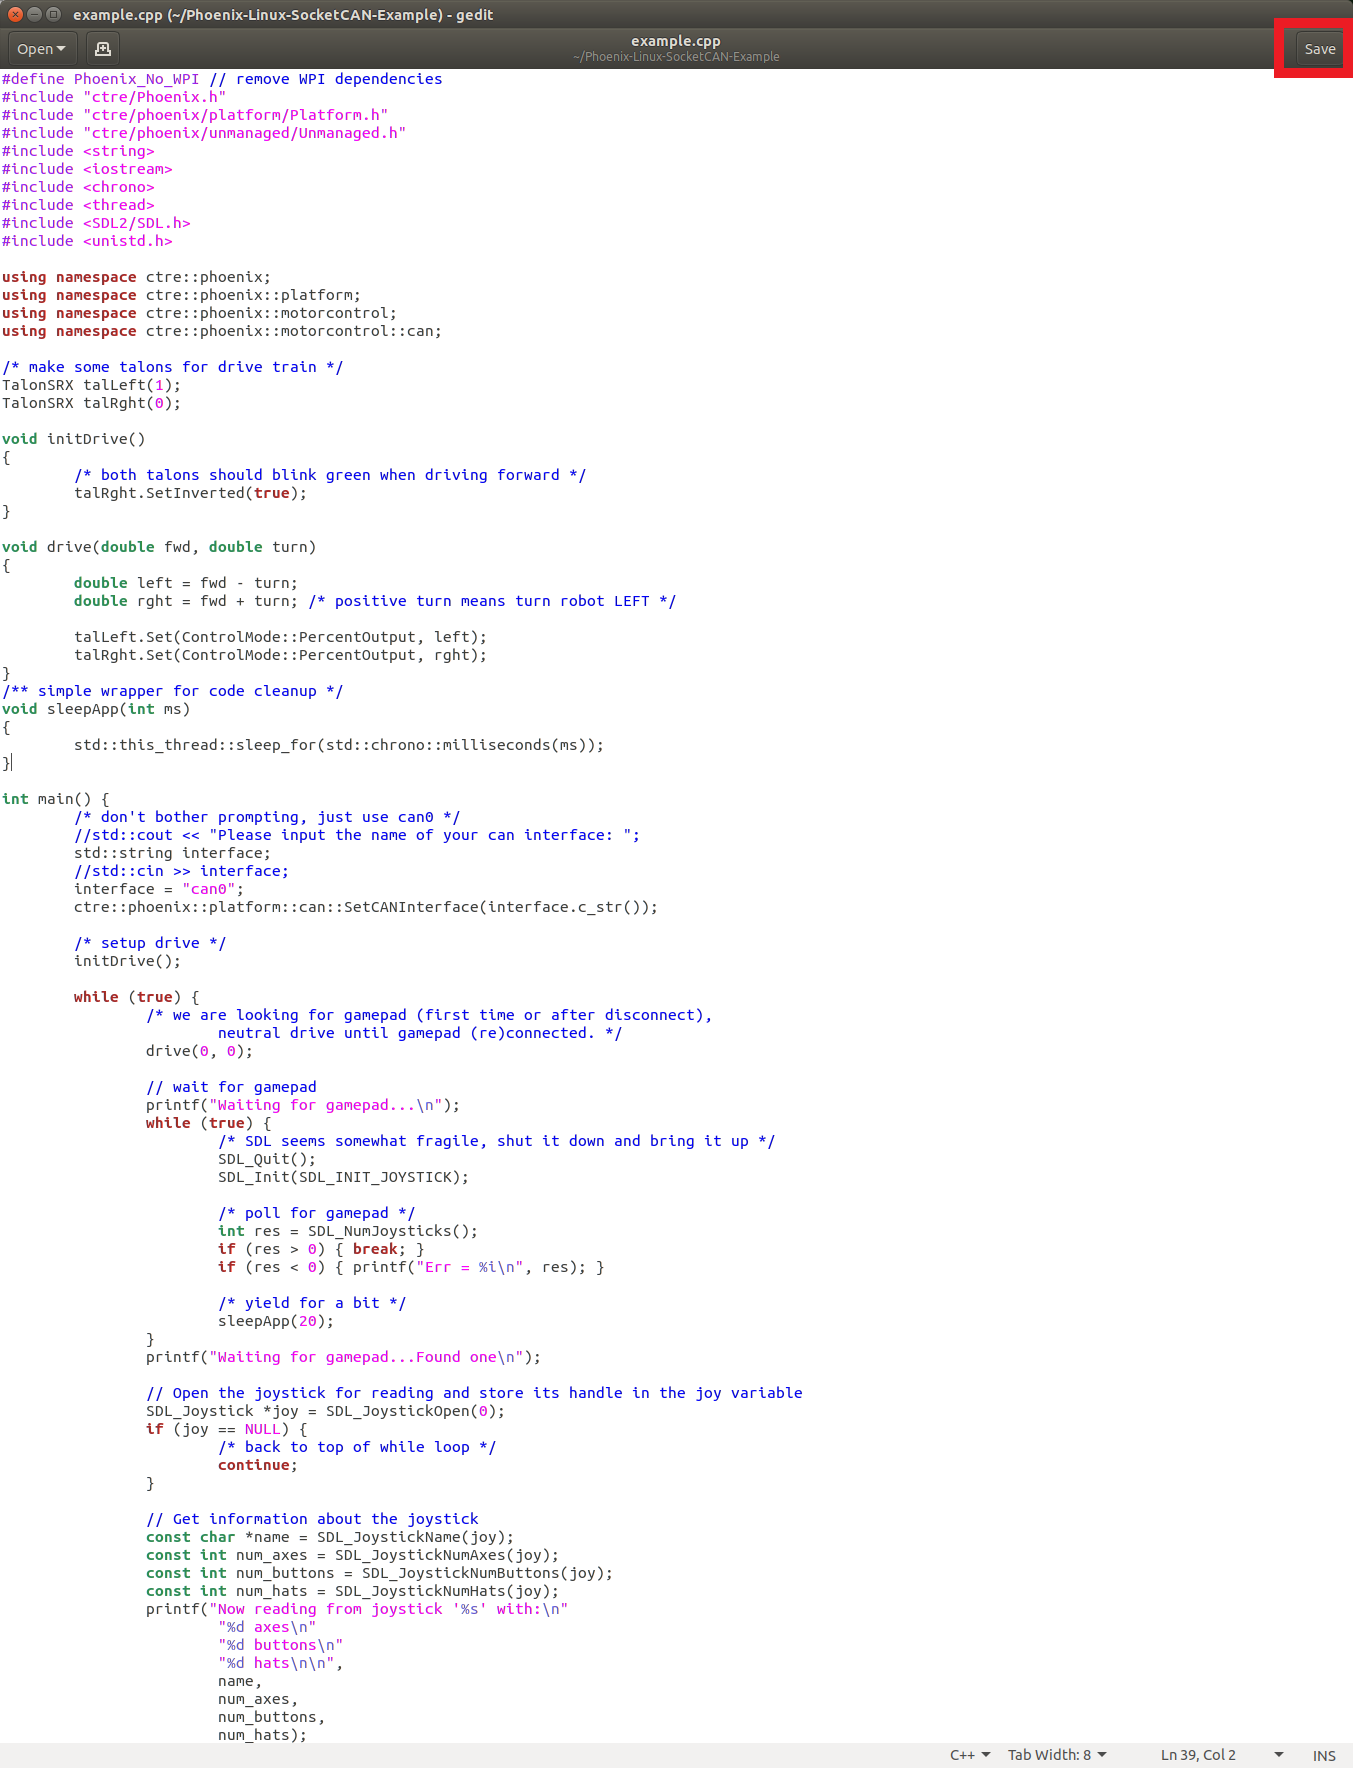 example.cpp (~/Phoenix-Linux-SocketCAN-Example) - gedit
Open
example.cpp
~/Phoenix-Linux-SocketCAN-Example
Save
#define Phoenix_No_WPI // remove WPI dependencies
#include "ctre/Phoenix.h"
#include "ctre/phoenix/platform/Platform.h"
#include "ctre/phoenix/unmanaged/Unmanaged.h"
#include <string>
#include <iostream>
#include <chrono>
#include <thread>
#include <SDL2/SDL.h>
#include <unistd.h>

using namespace ctre::phoenix;
using namespace ctre::phoenix::platform;
using namespace ctre::phoenix::motorcontrol;
using namespace ctre::phoenix::motorcontrol::can;

/* make some talons for drive train */
TalonSRX talLeft(1);
TalonSRX talRght(0);

void initDrive()
{
	/* both talons should blink green when driving forward */
	talRght.SetInverted(true);
}

void drive(double fwd, double turn)
{
	double left = fwd - turn;
	double rght = fwd + turn; /* positive turn means turn robot LEFT */

	talLeft.Set(ControlMode::PercentOutput, left);
	talRght.Set(ControlMode::PercentOutput, rght);
}
/** simple wrapper for code cleanup */
void sleepApp(int ms)
{
	std::this_thread::sleep_for(std::chrono::milliseconds(ms));
}

int main() {
	/* don't bother prompting, just use can0 */
	//std::cout << "Please input the name of your can interface: ";
	std::string interface;
	//std::cin >> interface;
	interface = "can0";
	ctre::phoenix::platform::can::SetCANInterface(interface.c_str());

	/* setup drive */
	initDrive();

	while (true) {
		/* we are looking for gamepad (first time or after disconnect),
			neutral drive until gamepad (re)connected. */
		drive(0, 0);

		// wait for gamepad
		printf("Waiting for gamepad...\n");
		while (true) {
			/* SDL seems somewhat fragile, shut it down and bring it up */
			SDL_Quit();
			SDL_Init(SDL_INIT_JOYSTICK);

			/* poll for gamepad */
			int res = SDL_NumJoysticks();
			if (res > 0) { break; }
			if (res < 0) { printf("Err = %i\n", res); }

			/* yield for a bit */
			sleepApp(20);
		}
		printf("Waiting for gamepad...Found one\n");

		// Open the joystick for reading and store its handle in the joy variable
		SDL_Joystick *joy = SDL_JoystickOpen(0);
		if (joy == NULL) {
			/* back to top of while loop */
			continue;
		}

		// Get information about the joystick
		const char *name = SDL_JoystickName(joy);
		const int num_axes = SDL_JoystickNumAxes(joy);
		const int num_buttons = SDL_JoystickNumButtons(joy);
		const int num_hats = SDL_JoystickNumHats(joy);
		printf("Now reading from joystick '%s' with:\n"
			"%d axes\n"
			"%d buttons\n"
			"%d hats\n\n",
			name,
			num_axes,
			num_buttons,
			num_hats);
C++ Tab Width: 8 Ln 39, Col 2 INS